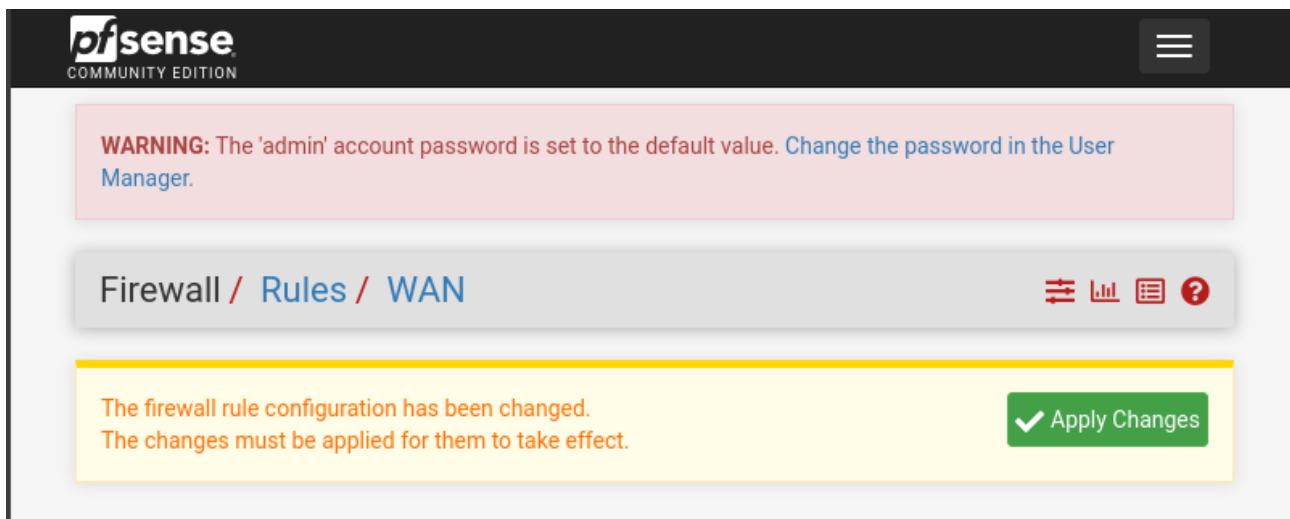 pfsense
COMMUNITY EDITION
WARNING: The 'admin' account password is set to the default value. Change the password in the User
Manager.
Firewall / Rules / WAN
The firewall rule configuration has been changed.
The changes must be applied for them to take effect.
Apply Changes